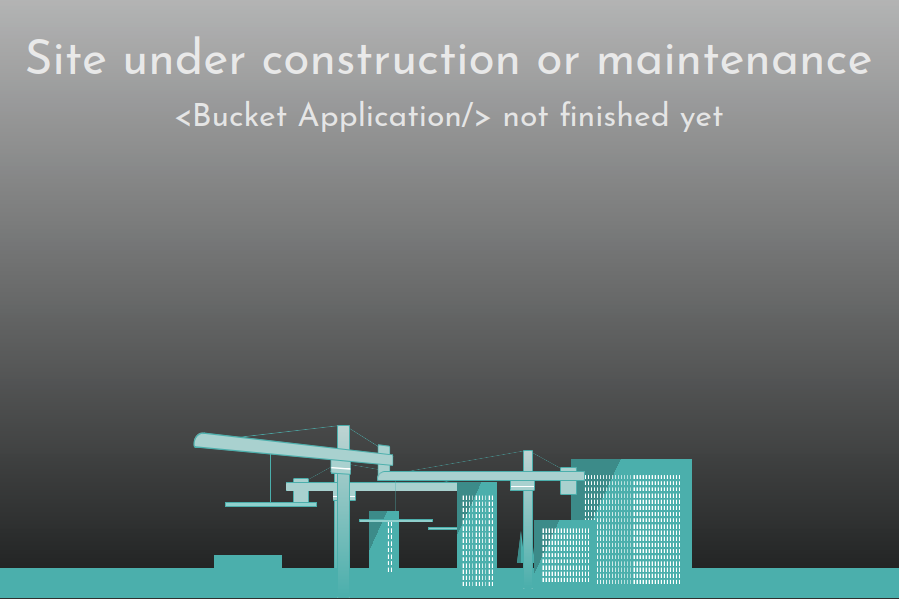 Site under construction or maintenance
<Bucket Application/> not finished yet